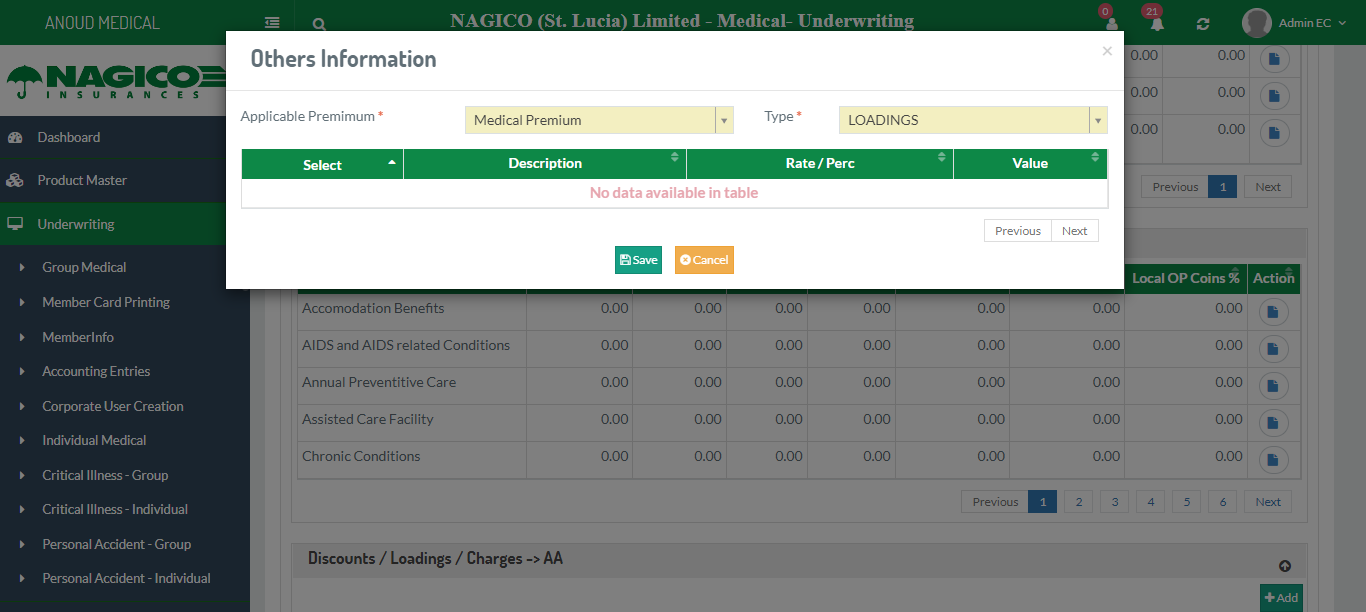 ANOUD MEDICAL
NAGICO (St. Lucia) Limited - Medical- Underwriting
0
21
Admin EC
NAGICO
INSURANCES
Dashboard
Product Master
Underwriting
Group Medical
Member Card Printing
MemberInfo
Accounting Entries
Corporate User Creation
Individual Medical
Critical Illness - Group
Critical Illness - Individual
Personal Accident - Group
Personal Accident - Individual
Others Information
×
Applicable Premimum *
Medical Premium
Type *
LOADINGS
Select Description Rate / Perc Value
No data available in table
Previous Next
Save Cancel
0.00 0.00
0.00 0.00
0.00 0.00
Previous 1 Next
Local OP Coins % Action
Accomodation Benefits 0.00 0.00 0.00 0.00 0.00 0.00 0.00
AIDS and AIDS related Conditions 0.00 0.00 0.00 0.00 0.00 0.00 0.00
Annual Preventitive Care 0.00 0.00 0.00 0.00 0.00 0.00 0.00
Assisted Care Facility 0.00 0.00 0.00 0.00 0.00 0.00 0.00
Chronic Conditions 0.00 0.00 0.00 0.00 0.00 0.00 0.00
Previous 1 2 3 4 5 6 Next
Discounts / Loadings / Charges -> AA
Add